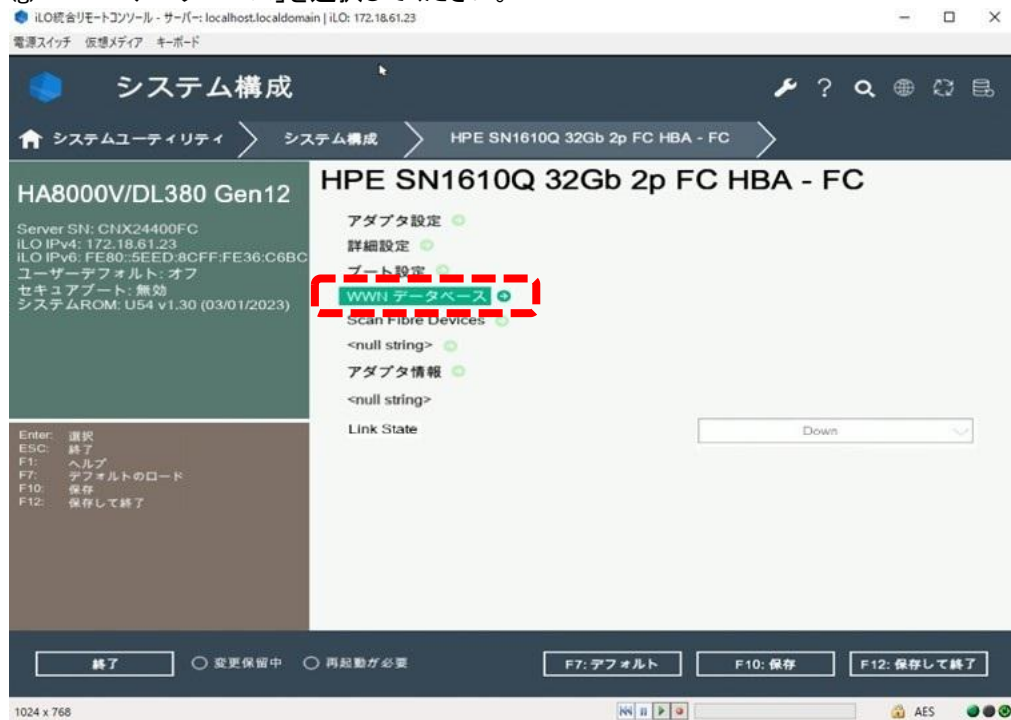 iLO統合リモートコンソール - サーバー: localhost.localdomain | iLO: 172.18.61.23
電源スイッチ 仮想メディア キーボード
システム構成
システムユーティリティ
システム構成
HPE SN1610Q 32Gb 2p FC HBA - FC
HA8000V/DL380 Gen12
Server SN: CNX24400FC
iLO IPv4: 172.18.61.23
iLO IPv6: FE80::5EED:8CFF:FE36:C6BC
ユーザーデフォルト: オフ
セキュアブート: 無効
システムROM: U54 v1.30 (03/01/2023)
Enter: 選択
ESC: 終了
F1: ヘルプ
F7: デフォルトのロード
F10: 保存
F12: 保存して終了
HPE SN1610Q 32Gb 2p FC HBA - FC
アダプタ設定
詳細設定
ブート設定
WWN データベース
Scan Fibre Devices
<null string>
アダプタ情報
<null string>
Link State Down
終了 変更保留中 再起動が必要 F7: デフォルト F10: 保存 F12: 保存して終了
1024 x 768 AES